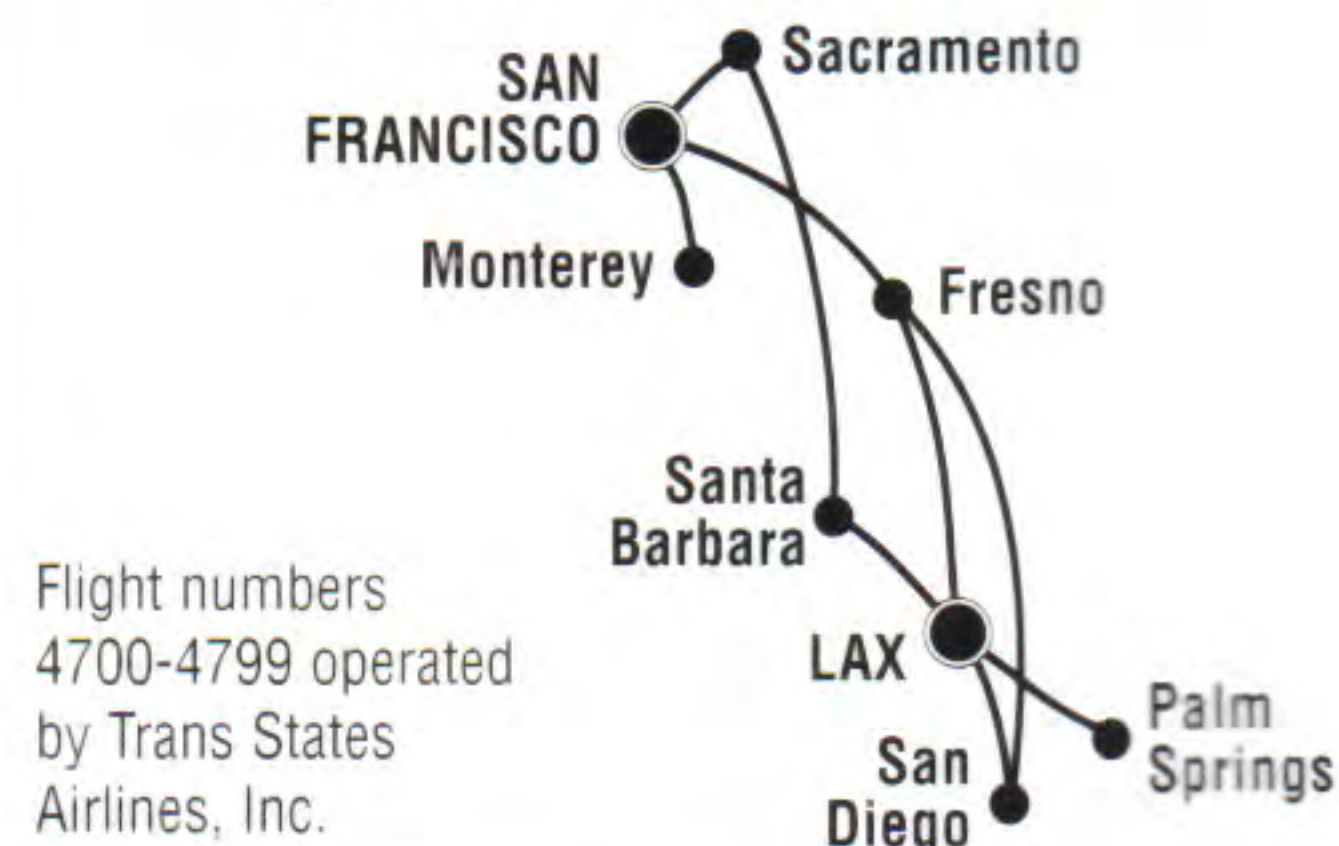 Sacramento
SAN
FRANCISCO
Monterey
Fresno
Santa
Barbara
LAX
Palm
Springs
San
Diego
Flight numbers
4700-4799 operated
by Trans States
Airlines, Inc.